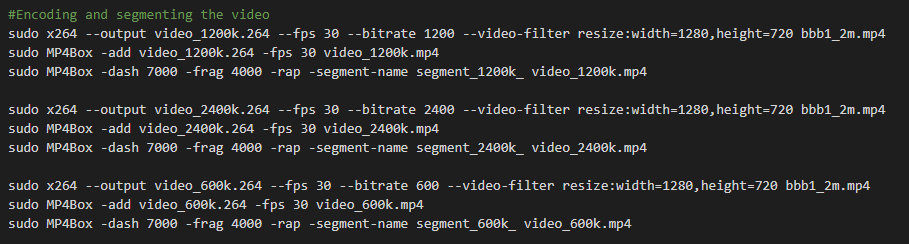 #Encoding and segmenting the video
sudo x264 --output video_1200k.264 --fps 30 --bitrate 1200 --video-filter resize:width=1280,height=720 bbb1_2m.mp4
sudo MP4Box -add video_1200k.264 -fps 30 video_1200k.mp4
sudo MP4Box -dash 7000 -frag 4000 -rap -segment-name segment_1200k_ video_1200k.mp4
sudo x264 --output video_2400k.264 --fps 30 --bitrate 2400 --video-filter resize:width=1280,height=720 bbb1_2m.mp4
sudo MP4Box -add video_2400k.264 -fps 30 video_2400k.mp4
sudo MP4Box -dash 7000 -frag 4000 -rap -segment-name segment_2400k_ video_2400k.mp4
sudo x264 --output video_600k.264 --fps 30 --bitrate 600 --video-filter resize:width=1280,height=720 bbb1_2m.mp4
sudo MP4Box -add video_600k.264 -fps 30 video_600k.mp4
sudo MP4Box -dash 7000 -frag 4000 -rap -segment-name segment_600k_ video_600k.mp4